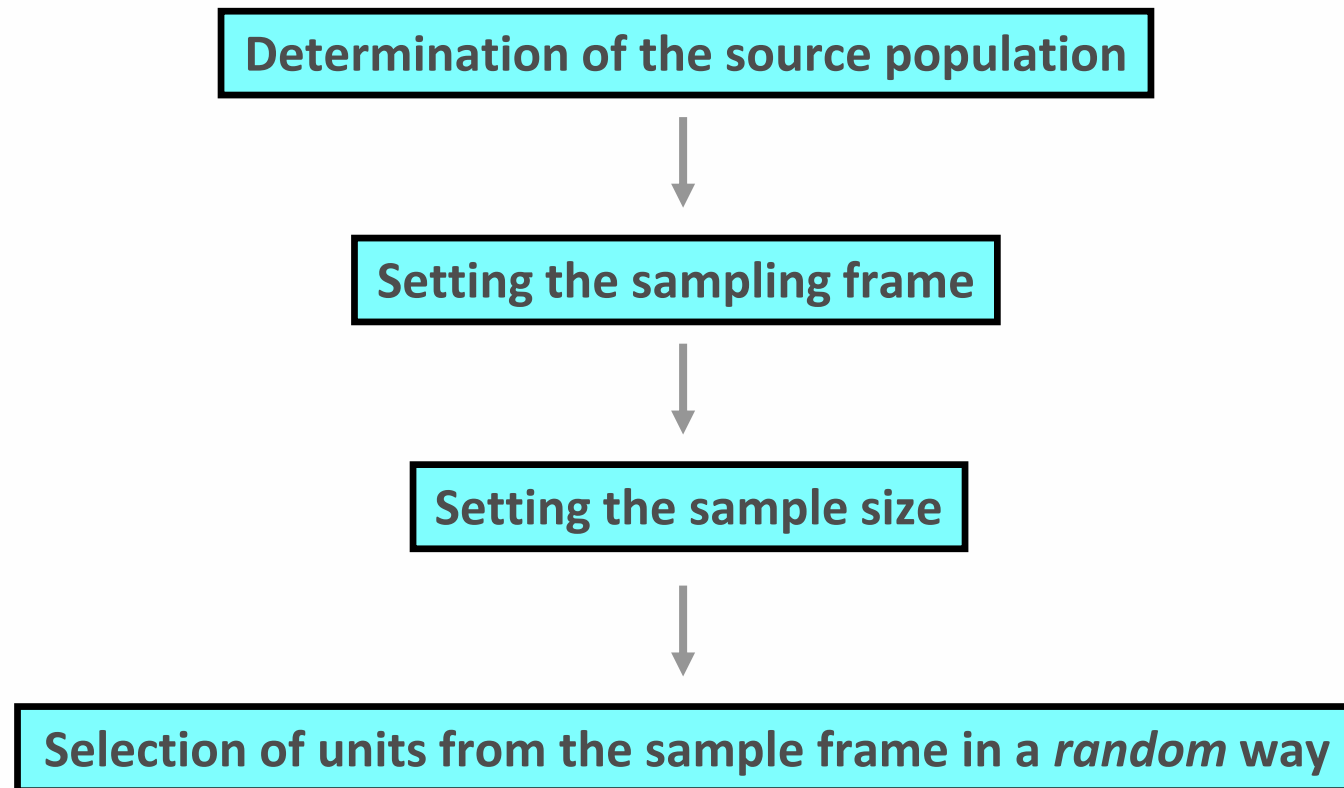 Determination of the source population
Setting the sampling frame
Setting the sample size
Selection of units from the sample frame in a random way